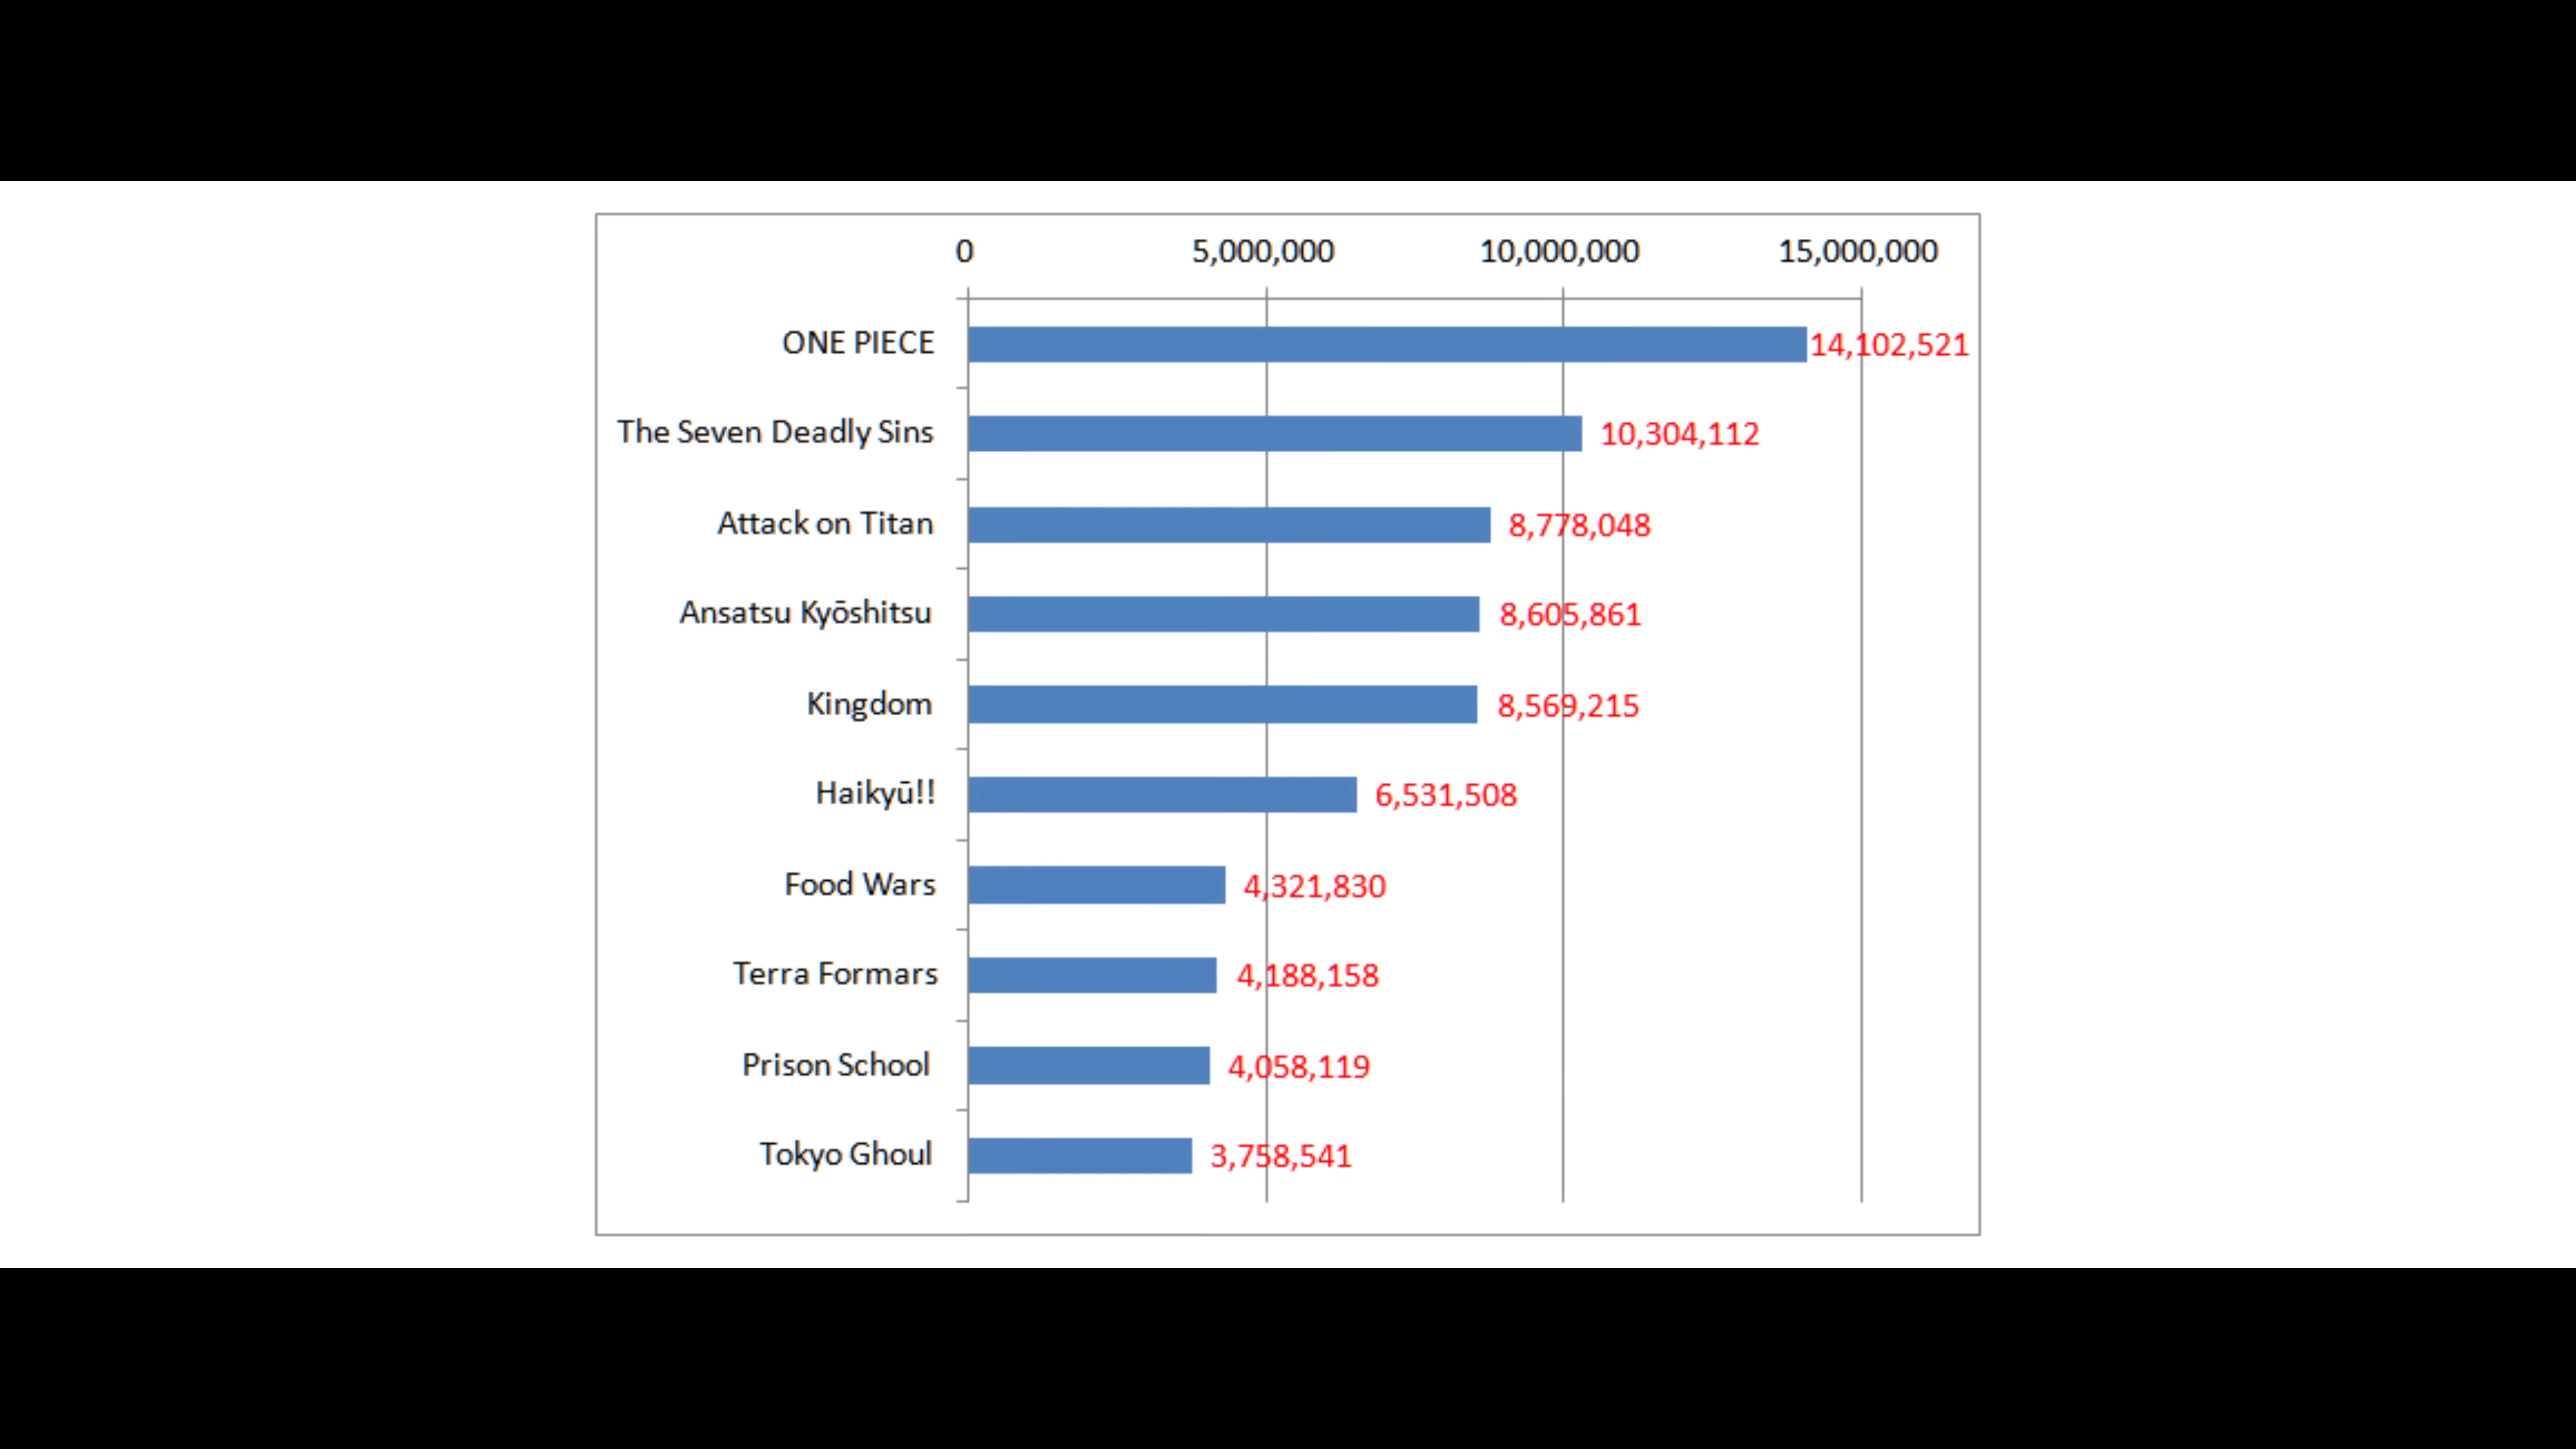 0 5,000,000 10,000,000 15,000,000
ONE PIECE 14,102,521
The Seven Deadly Sins 10,304,112
Attack on Titan 8,778,048
Ansatsu Kyōshitsu 8,605,861
Kingdom 8,569,215
Haikyū!! 6,531,508
Food Wars 4,321,830
Terra Formars 4,188,158
Prison School 4,058,119
Tokyo Ghoul 3,758,541